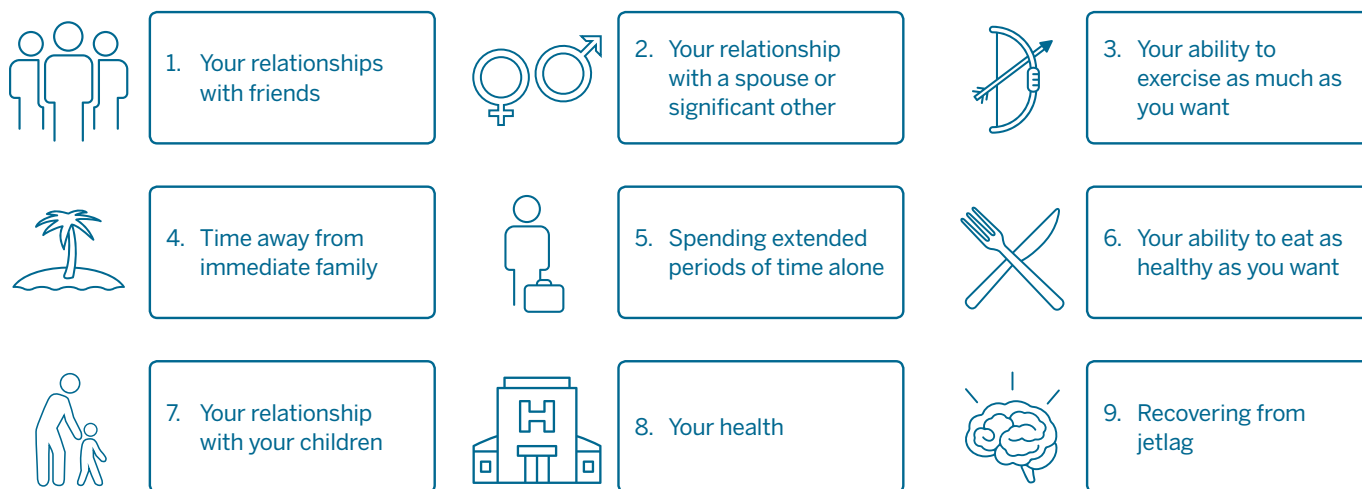 1. Your relationships
with friends
2. Your relationship
with a spouse or
significant other
3. Your ability to
exercise as much as
you want
4. Time away from
immediate family
5. Spending extended
periods of time alone
6. Your ability to eat as
healthy as you want
7. Your relationship
with your children
H
8. Your health
9. Recovering from
jetlag